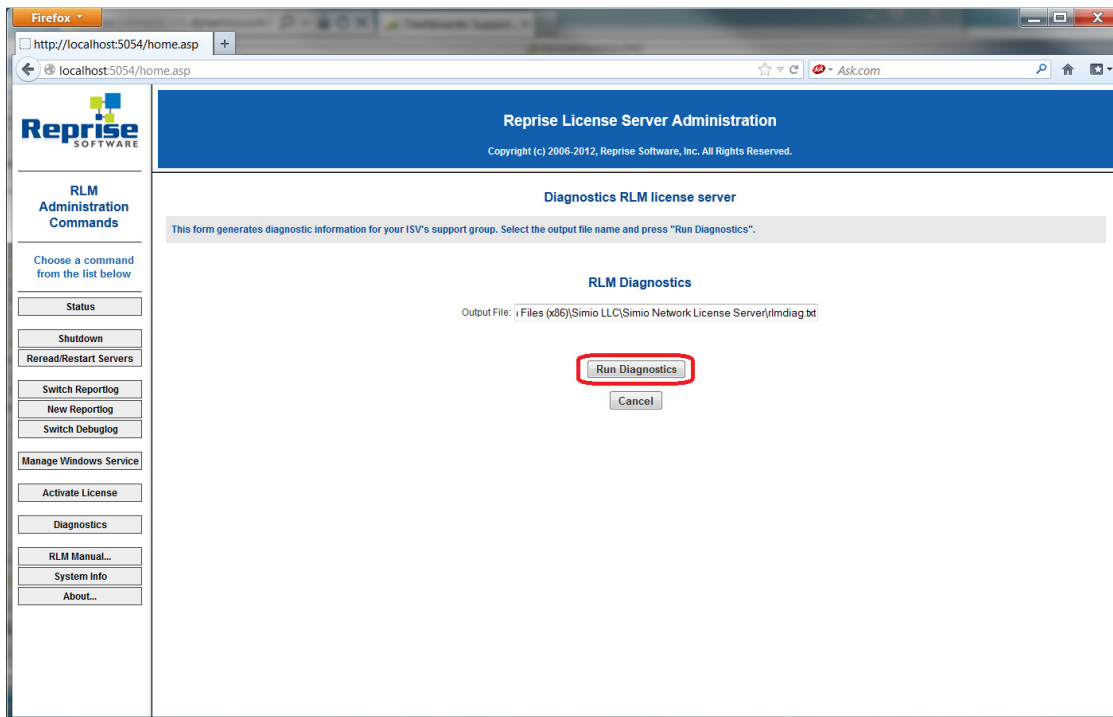 Firefox
http://localhost:5054/home.asp
+
localhost:5054/home.asp
Ask.com
Reprise
SOFTWARE
RLM
Administration
Commands
Choose a command
from the list below
Status
Shutdown
Reread/Restart Servers
Switch Reportlog
New Reportlog
Switch Debuglog
Manage Windows Service
Activate License
Diagnostics
RLM Manual...
System Info
About...
Reprise License Server Administration
Copyright (c) 2006-2012, Reprise Software, Inc. All Rights Reserved.
Diagnostics RLM license server
This form generates diagnostic information for your ISV's support group. Select the output file name and press "Run Diagnostics".
RLM Diagnostics
Output File: Files (x86)\Simio LLC\Simio Network License Server\rlmdiag.txt
Run Diagnostics
Cancel